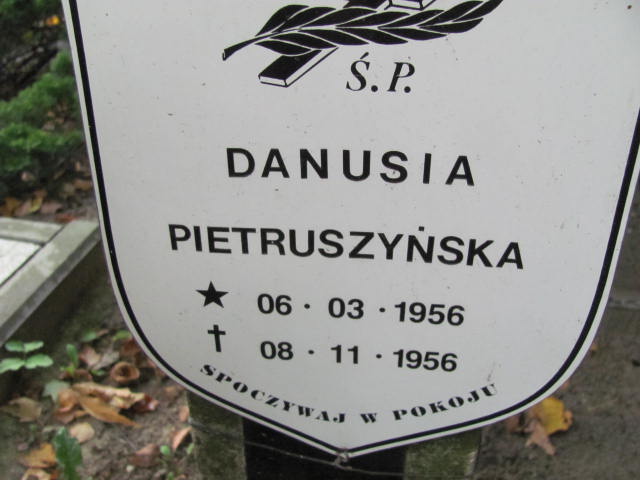 Ś.P.
DANUSIA
PIETRUSZYŃSKA
★ 06 · 03 · 1956
✝ 08 · 11 · 1956
SPOCZYWAJ W POKOJU